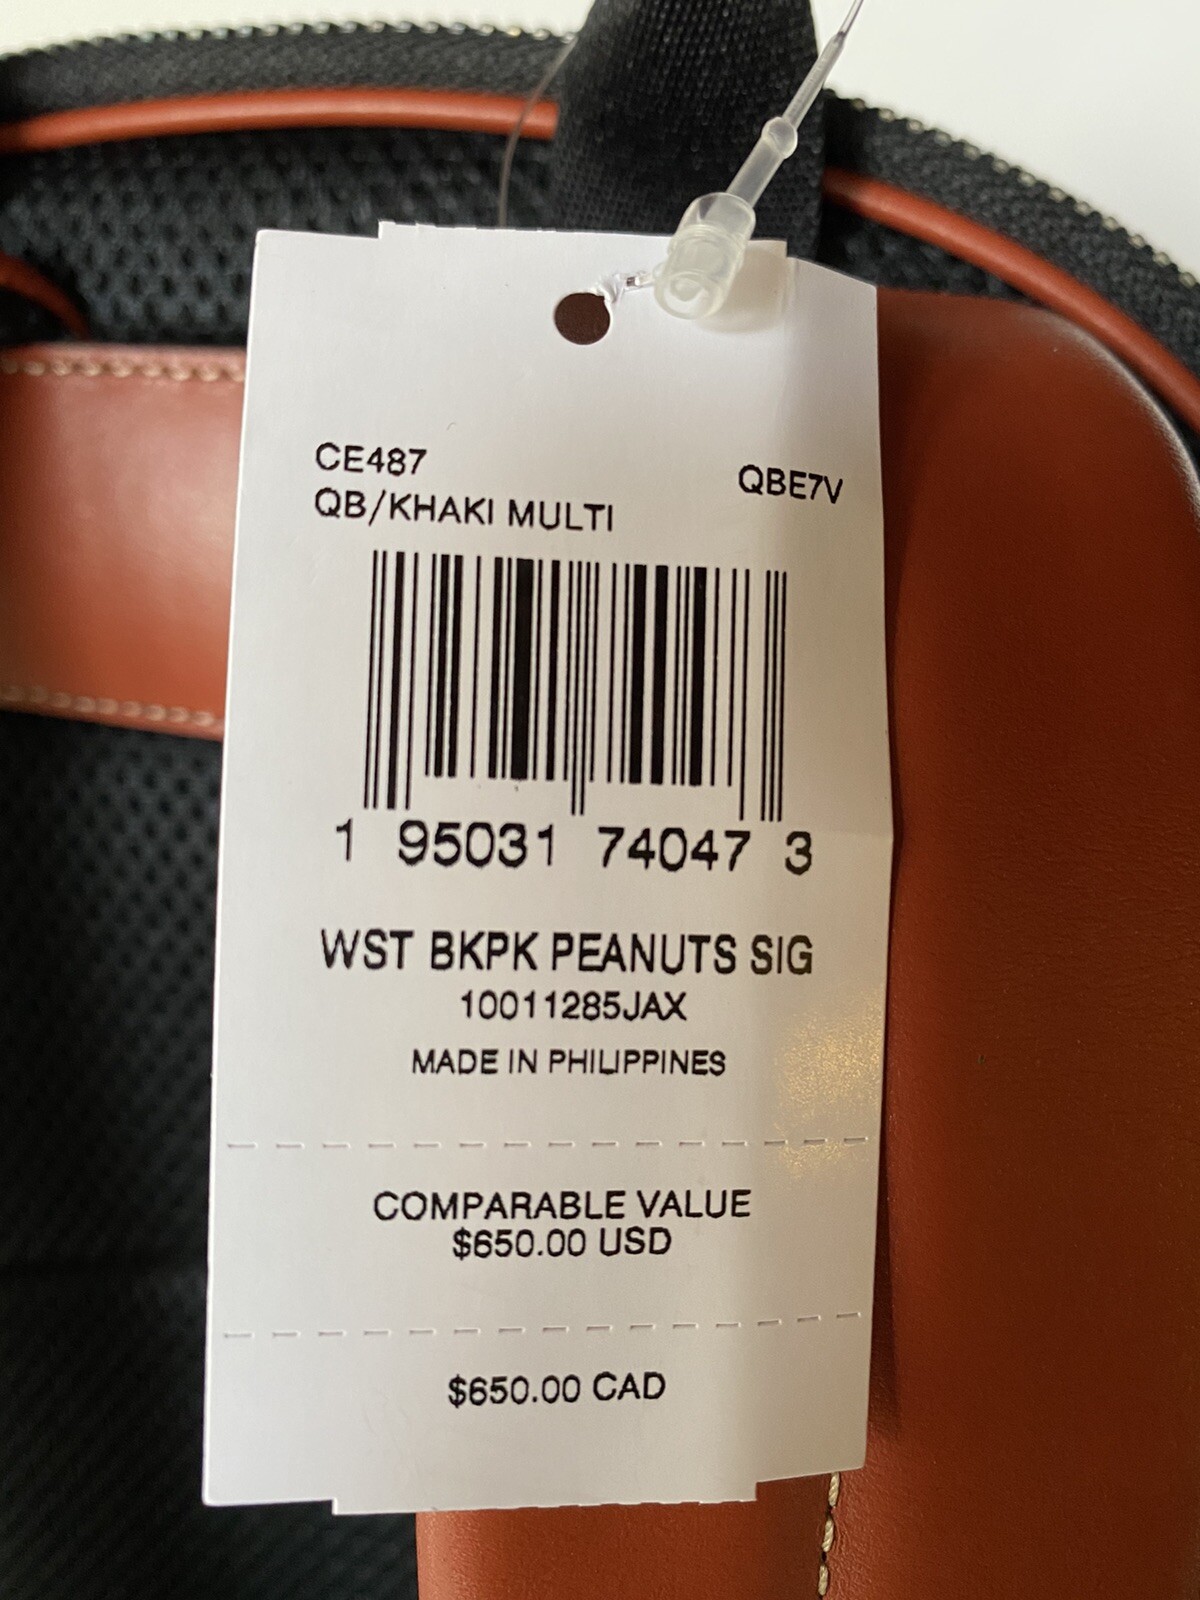 CE487 QBE7V
QB/KHAKI MULTI
1 95031 74047 3
WST BKPK PEANUTS SIG
10011285JAX
MADE IN PHILIPPINES
COMPARABLE VALUE
$650.00 USD
$650.00 CAD